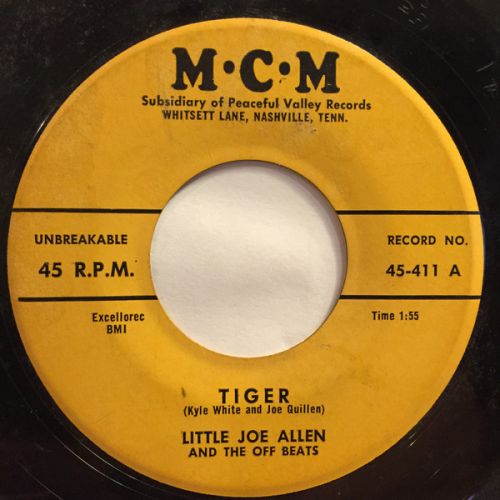 M·C·M
Subsidiary of Peaceful Valley Records
WHITSETT LANE, NASHVILLE, TENN.
UNBREAKABLE
45 R.P.M.
RECORD NO.
45-411 A
Excellorec
BMI
Time 1:55
TIGER
(Kyle White and Joe Quillen)
LITTLE JOE ALLEN
AND THE OFF BEATS